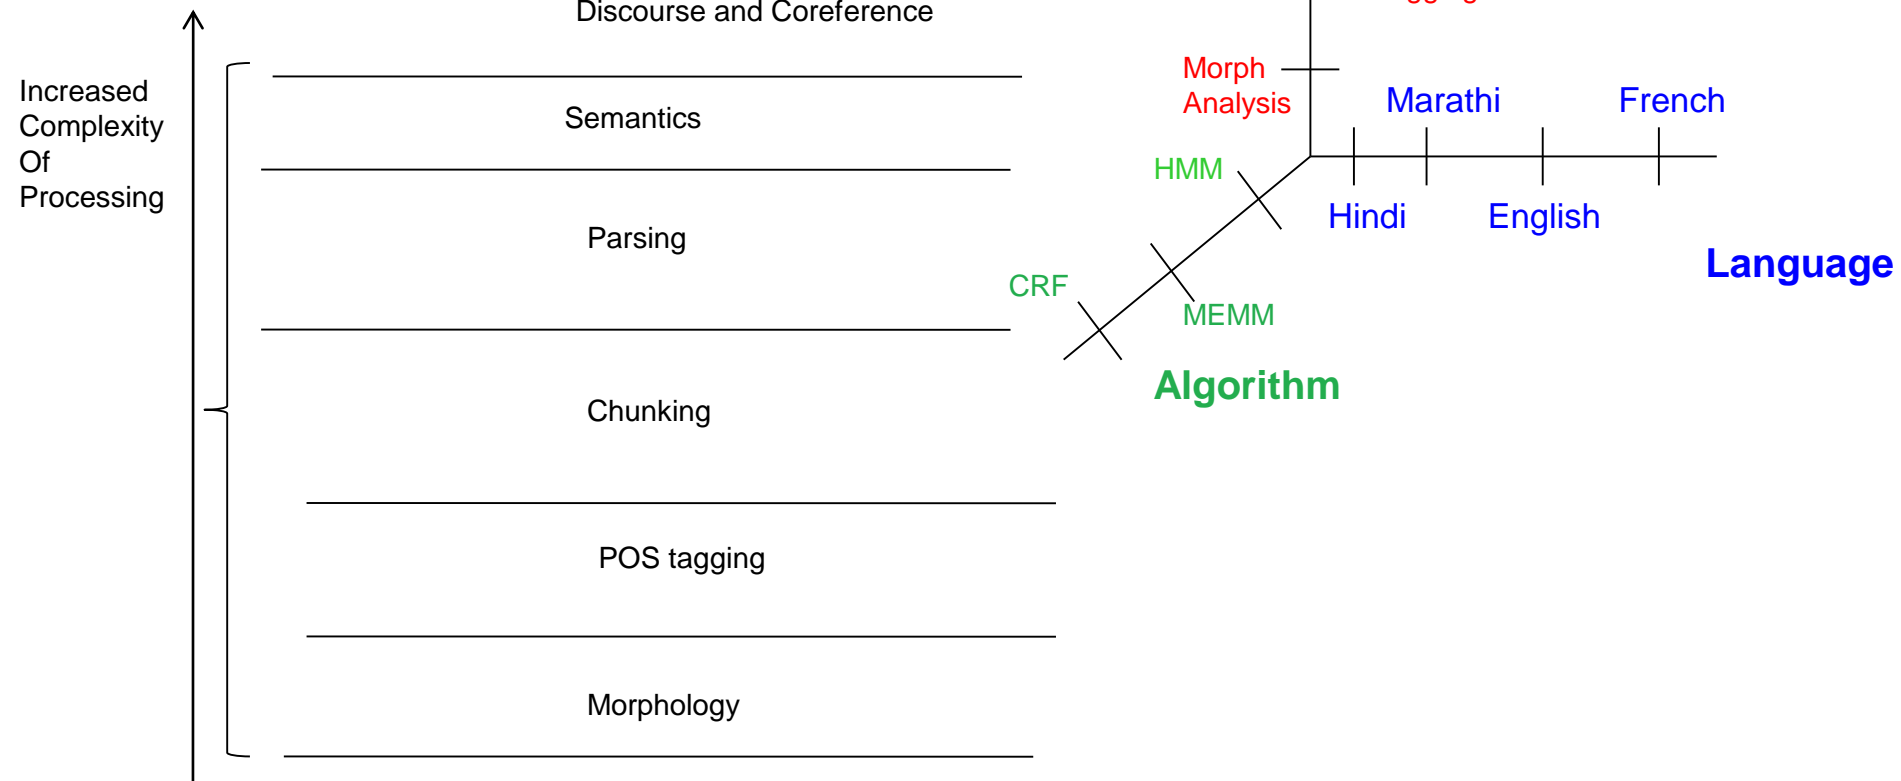 Discourse and Coreference
Increased
Complexity
Of
Processing
Semantics
Parsing
Chunking
POS tagging
Morphology
Morph
Analysis
Marathi
French
HMM
Hindi
English
Language
CRF
MEMM
Algorithm